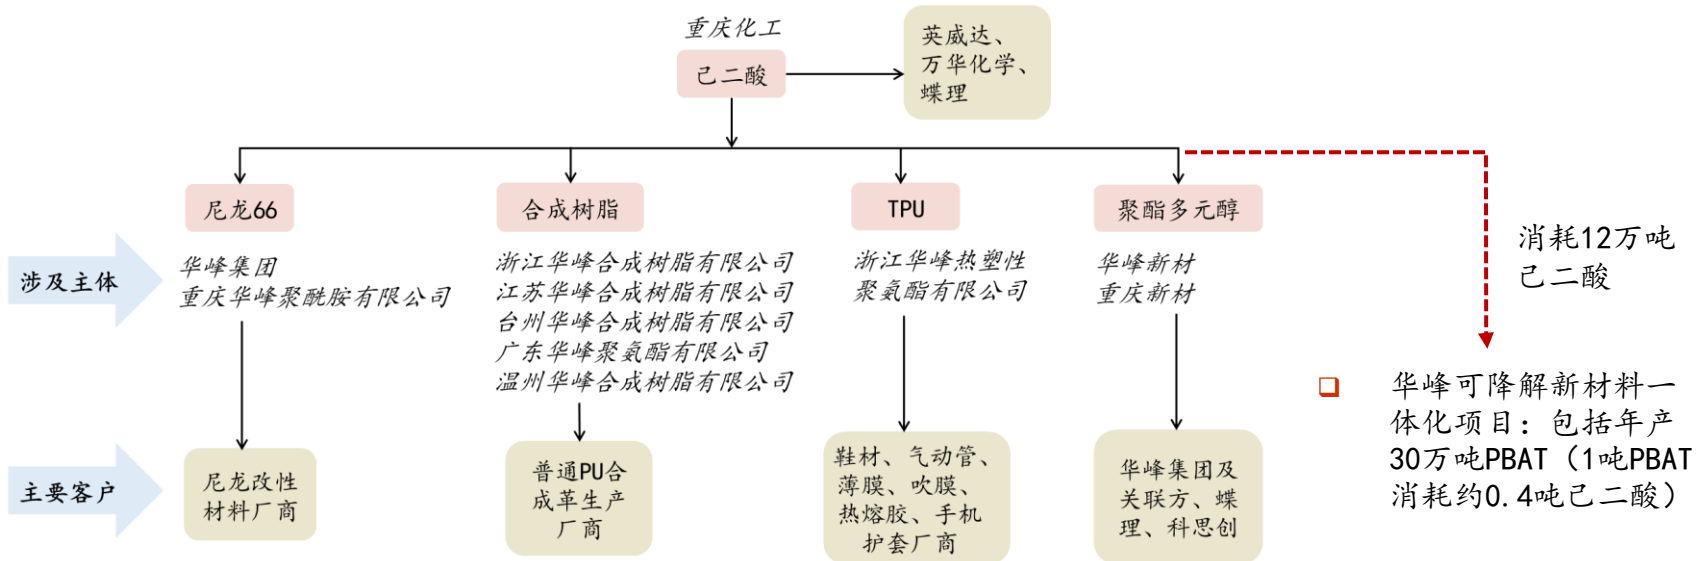 重庆化工
己二酸
英威达、
万华化学、
蝶理
尼龙66
合成树脂
TPU
聚酯多元醇
消耗12万吨
己二酸
涉及主体
华峰集团
重庆华峰聚酰胺有限公司
浙江华峰合成树脂有限公司
江苏华峰合成树脂有限公司
台州华峰合成树脂有限公司
广东华峰聚氨酯有限公司
温州华峰合成树脂有限公司
浙江华峰热塑性
聚氨酯有限公司
华峰新材
重庆新材
华峰可降解新材料一
体化项目：包括年产
30万吨PBAT（1吨PBAT
消耗约0.4吨己二酸）
主要客户
尼龙改性
材料厂商
普通PU合
成革生产
厂商
鞋材、气动管、
薄膜、吹膜、
热熔胶、手机
护套厂商
华峰集团及
关联方、蝶
理、科思创